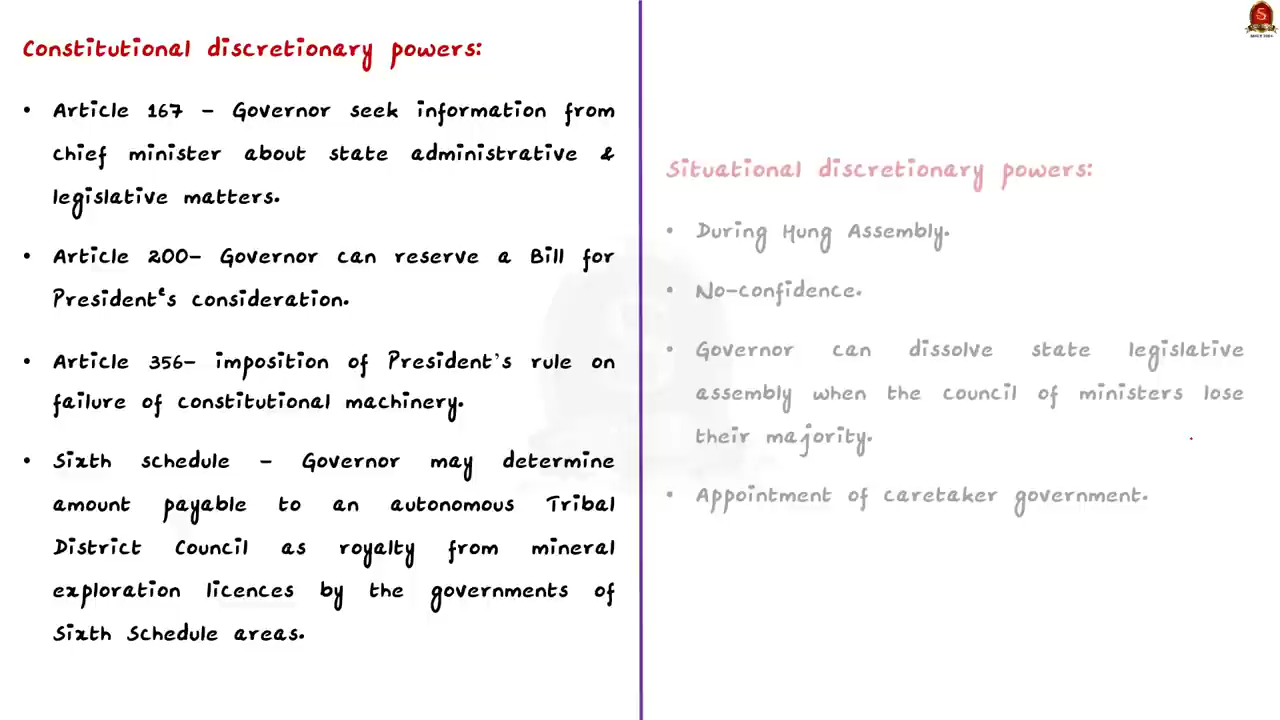 Constitutional discretionary powers:
• Article 167 – Governor seek information from
chief minister about state administrative &
legislative matters.
• Article 200- Governor can reserve a Bill for
President's consideration.
• Article 356- imposition of President's rule on
failure of constitutional machinery.
• Sixth schedule – Governor may determine
amount payable to an autonomous Tribal
District Council as royalty from mineral
exploration licences by the governments of
Sixth Schedule areas.
Situational discretionary powers:
• During Hung Assembly.
• No-confidence.
• Governor can dissolve state legislative
assembly when the council of ministers lose
their majority.
• Appointment of caretaker government.
S